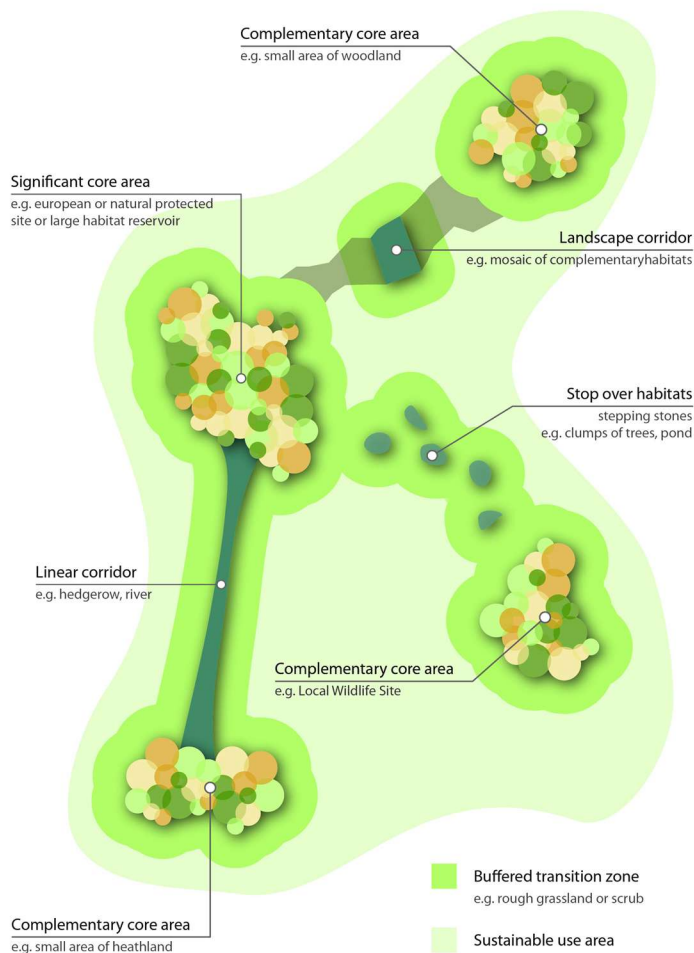 Complementary core area
e.g. small area of woodland
Significant core area
e.g. european or natural protected
site or large habitat reservoir
Landscape corridor
e.g. mosaic of complementaryhabitats
Stop over habitats
stepping stones
e.g. clumps of trees, pond
Linear corridor
e.g. hedgerow, river
Complementary core area
e.g. Local Wildlife Site
Buffered transition zone
e.g. rough grassland or scrub
Complementary core area
e.g. small area of heathland
Sustainable use area